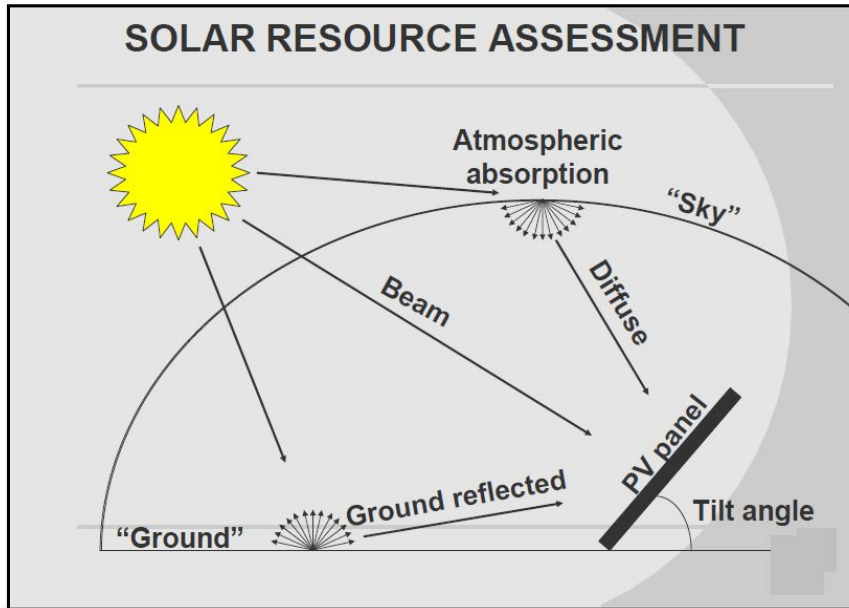 SOLAR RESOURCE ASSESSMENT
Atmospheric
absorption
“Sky”
Beam
Diffuse
PV panel
Ground reflected
Tilt angle
“Ground”